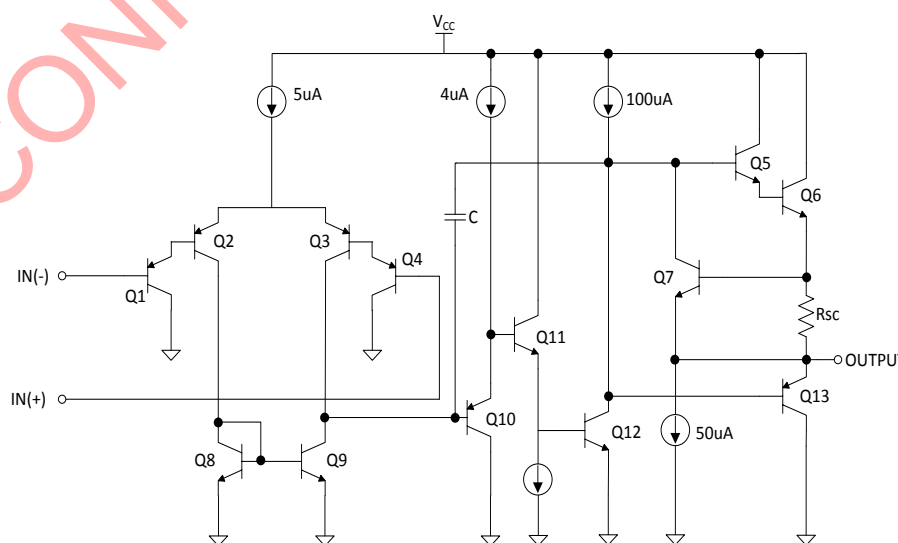 CONF
VCC
5uA
4uA
100uA
Q5
Q6
Q2
Q3
C
Q4
Q7
IN(-)
Q1
Rsc
Q11
OUTPUT
IN(+)
Q10
Q13
Q12
50uA
Q8
Q9